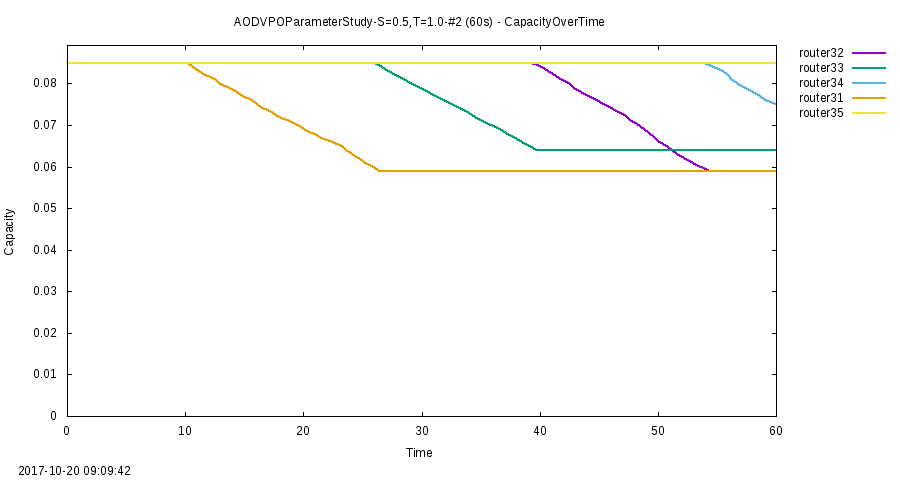 AODVPOParameterStudy-S=0.5,T=1.0-#2 (60s) - CapacityOverTime
router32
router33
router34
router31
router35
0.08
0.07
0.06
0.05
0.04
0.03
0.02
0.01
0
Capacity
0 10 20 30 40 50 60
Time
2017-10-20 09:09:42